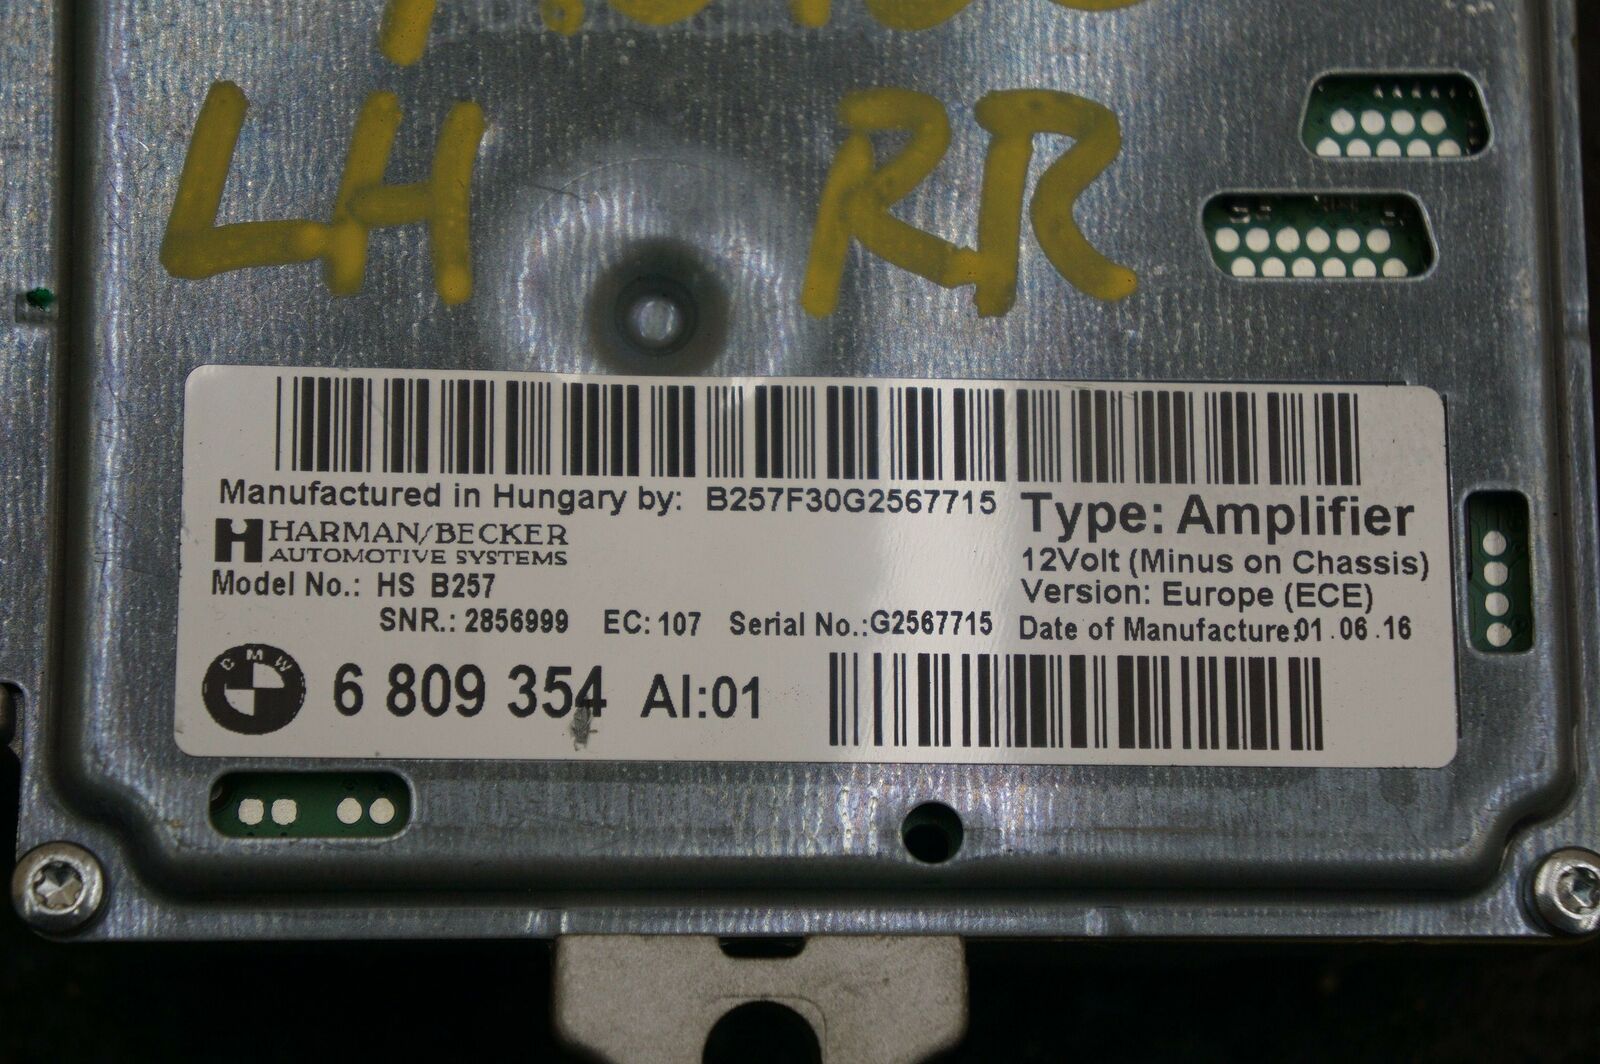 LH RR
Manufactured in Hungary by: B257F30G2567715
HARMAN/BECKER
AUTOMOTIVE SYSTEMS
Model No.: HS B257
SNR.: 2856999 EC: 107 Serial No.:G2567715
Type: Amplifier
12Volt (Minus on Chassis)
Version: Europe (ECE)
Date of Manufacture:01.06.16
BMW
6 809 354 AI:01